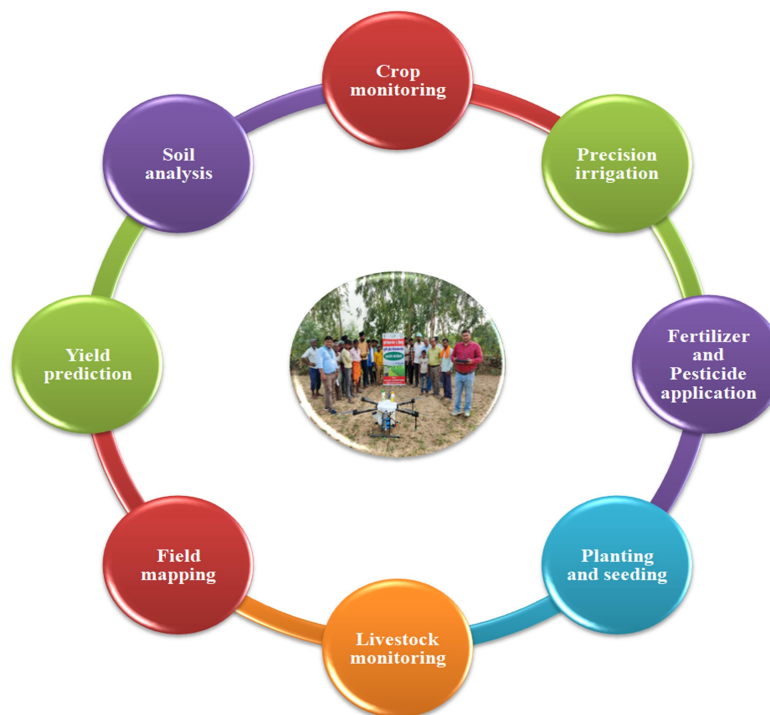 Crop
monitoring
Precision
irrigation
Fertilizer
and
Pesticide
application
Planting
and seeding
Livestock
monitoring
Field
mapping
Yield
prediction
Soil
analysis